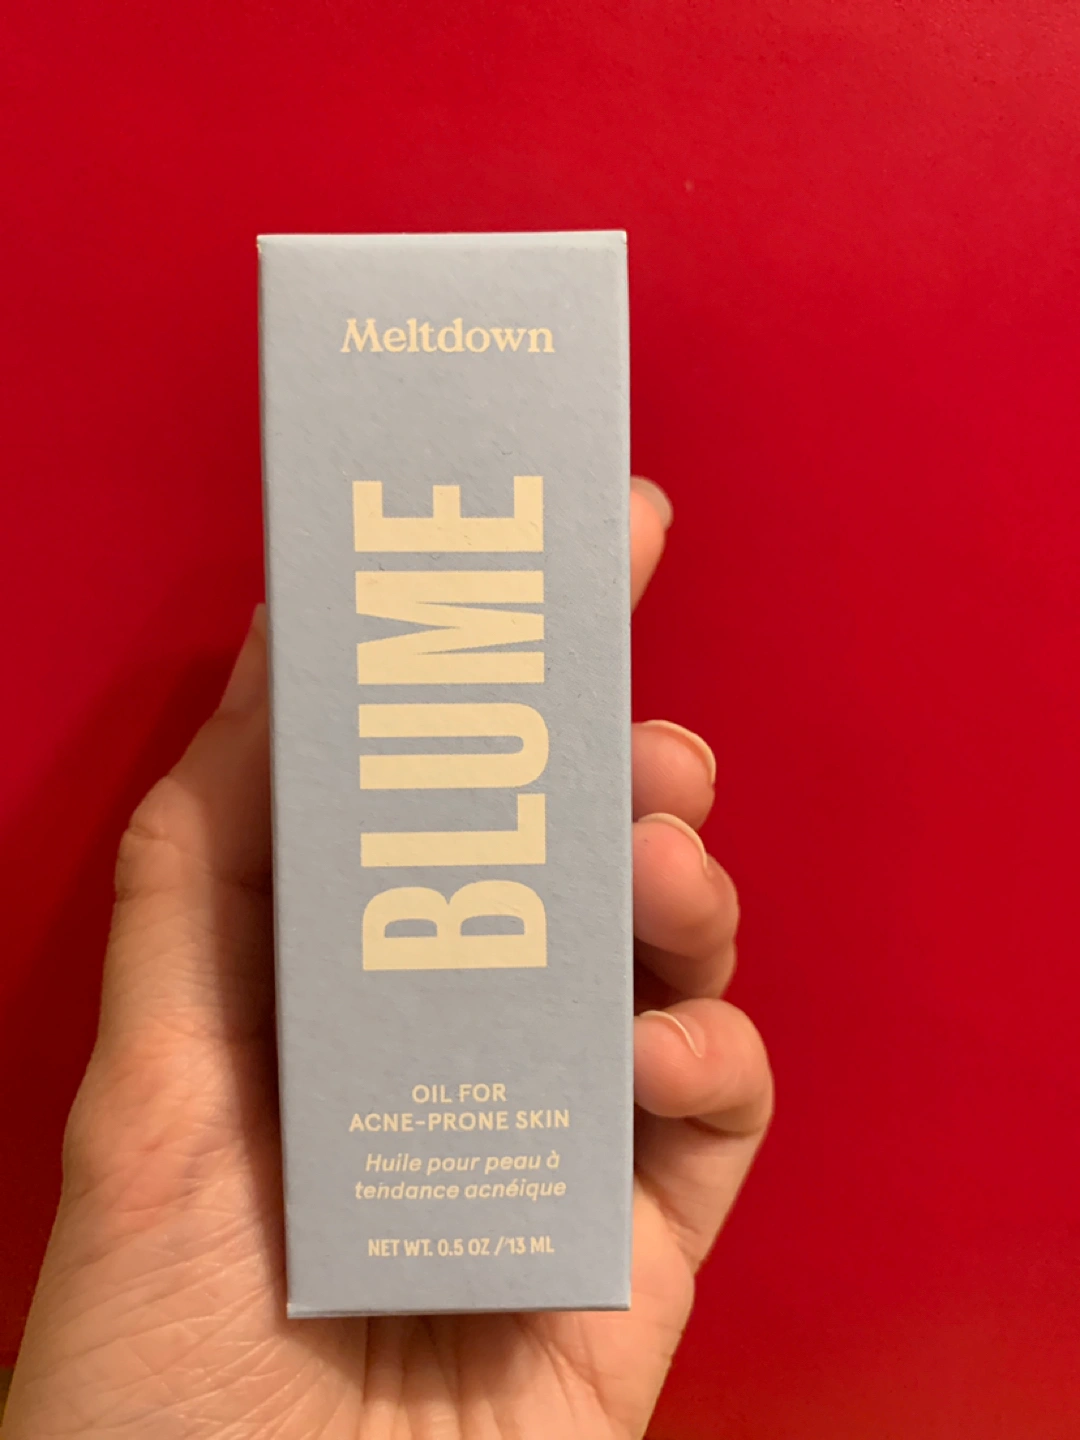 Meltdown
BLUME
OIL FOR
ACNE-PRONE SKIN
Huile pour peau à
tendance acnéique
NET WT. 0.5 OZ / 13 ML